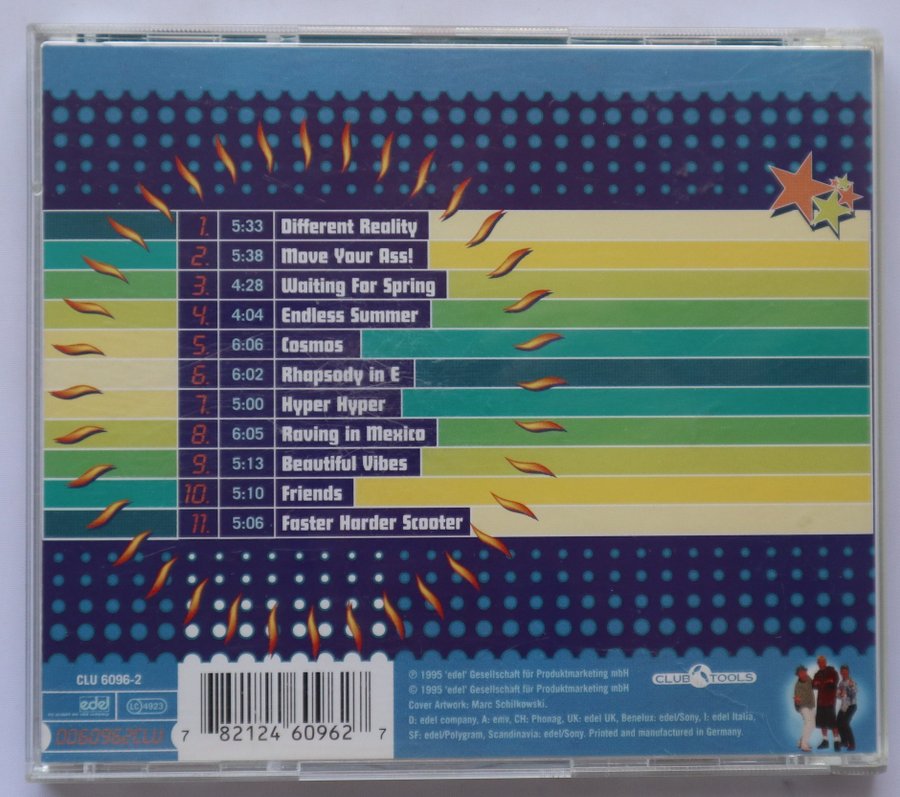 1. 5:33 Different Reality
2. 5:38 Move Your Ass!
3. 4:28 Waiting For Spring
4. 4:04 Endless Summer
5. 6:06 Cosmos
6. 6:02 Rhapsody in E
7. 5:00 Hyper Hyper
8. 6:05 Raving in Mexico
9. 5:13 Beautiful Vibes
10. 5:10 Friends
11. 5:06 Faster Harder Scooter
CLU 6096-2
edel
LC 4923
0060962CLU
7 82124 60962 7
℗ 1995 'edel' Gesellschaft für Produktmarketing mbH
© 1995 'edel' Gesellschaft für Produktmarketing mbH
Cover Artwork: Marc Schilkowski.
D: edel company, A: emv, CH: Phonag, UK: edel UK, Benelux: edel/Sony, I: edel Italia,
SF: edel/Polygram, Scandinavia: edel/Sony. Printed and manufactured in Germany.
CLUB TOOLS